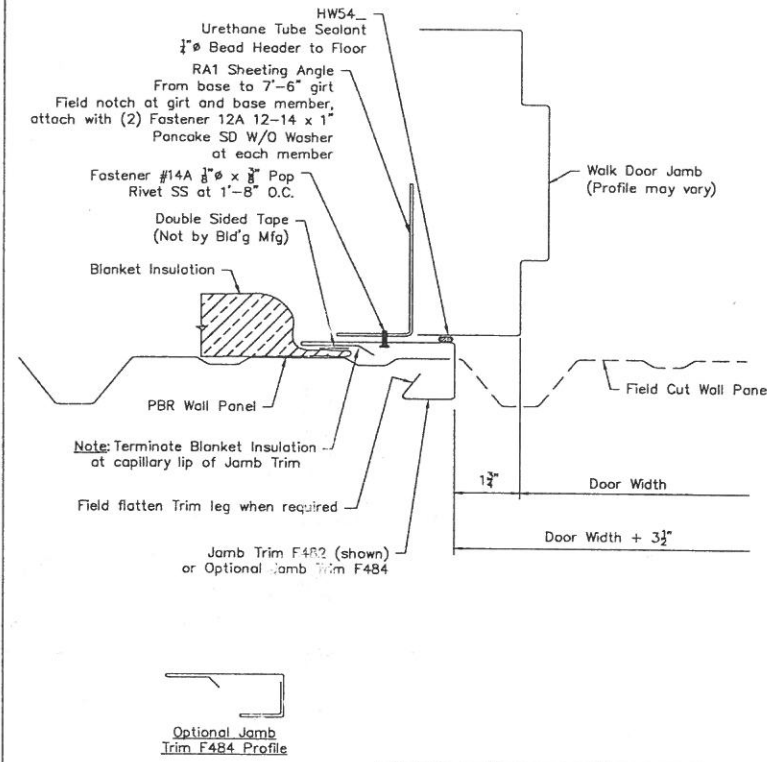 HW54_
Urethane Tube Sealant
¼"ø Bead Header to Floor
RA1 Sheeting Angle
From base to 7'-6" girt
Field notch at girt and base member,
attach with (2) Fastener 12A 12-14 x 1"
Pancake SD W/O Washer
at each member
Fastener #14A ⅛"ø x ⅜" Pop
Rivet SS at 1'-8" O.C.
Double Sided Tape
(Not by Bld'g Mfg)
Blanket Insulation
Walk Door Jamb
(Profile may vary)
PBR Wall Panel
Field Cut Wall Pane
Note: Terminate Blanket Insulation
at capillary lip of Jamb Trim
Field flatten Trim leg when required
1¾"
Door Width
Door Width + 3½"
Jamb Trim F482 (shown)
or Optional Jamb Trim F484
Optional Jamb
Trim F484 Profile